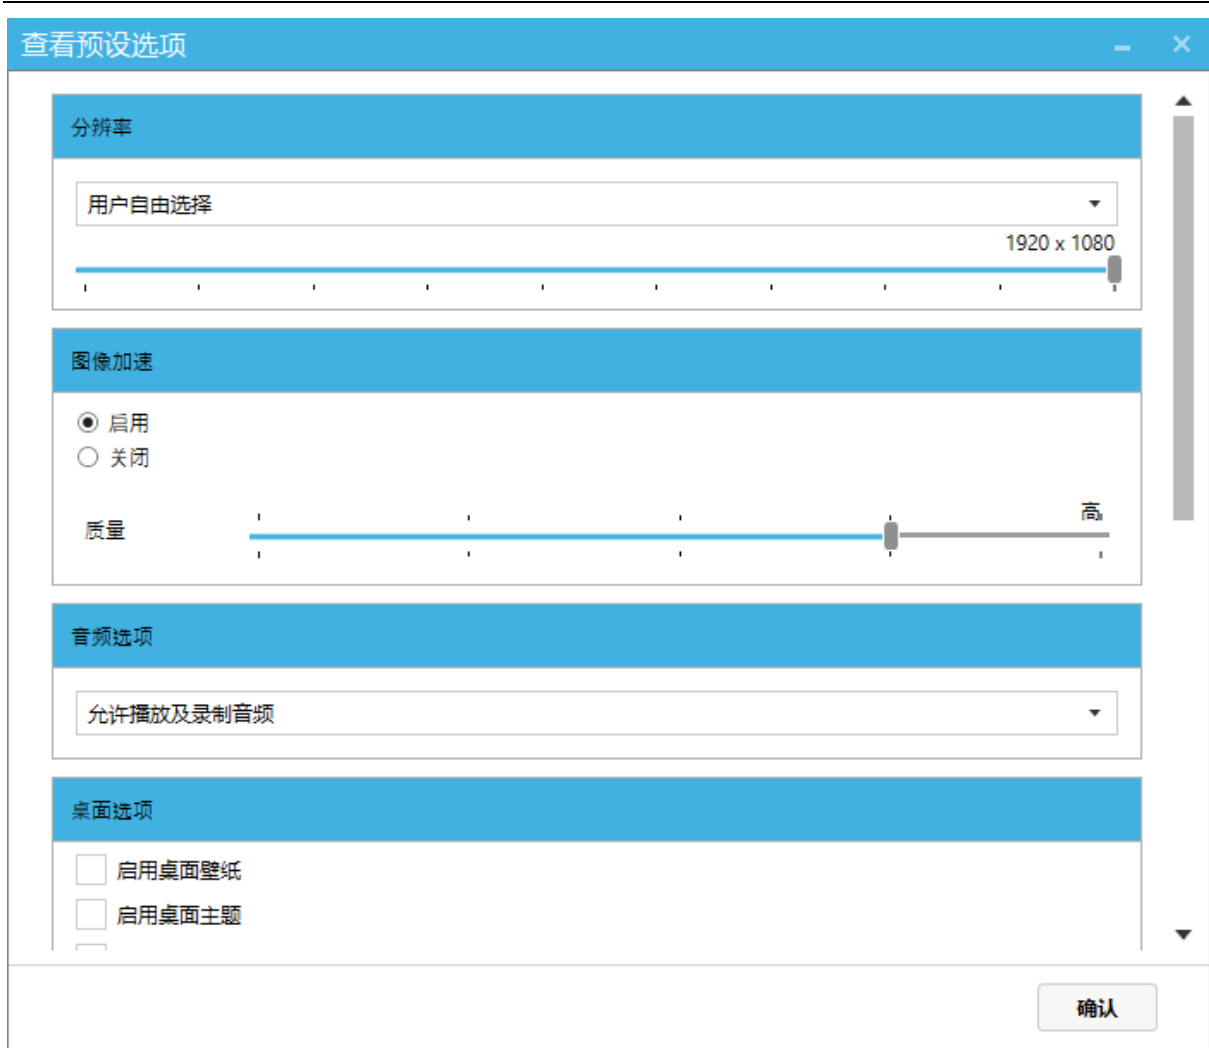 查看预设选项
分辨率
用户自由选择
1920 x 1080
图像加速
启用
关闭
高
质量
音频选项
允许播放及录制音频
桌面选项
启用桌面壁纸
启用桌面主题
确认